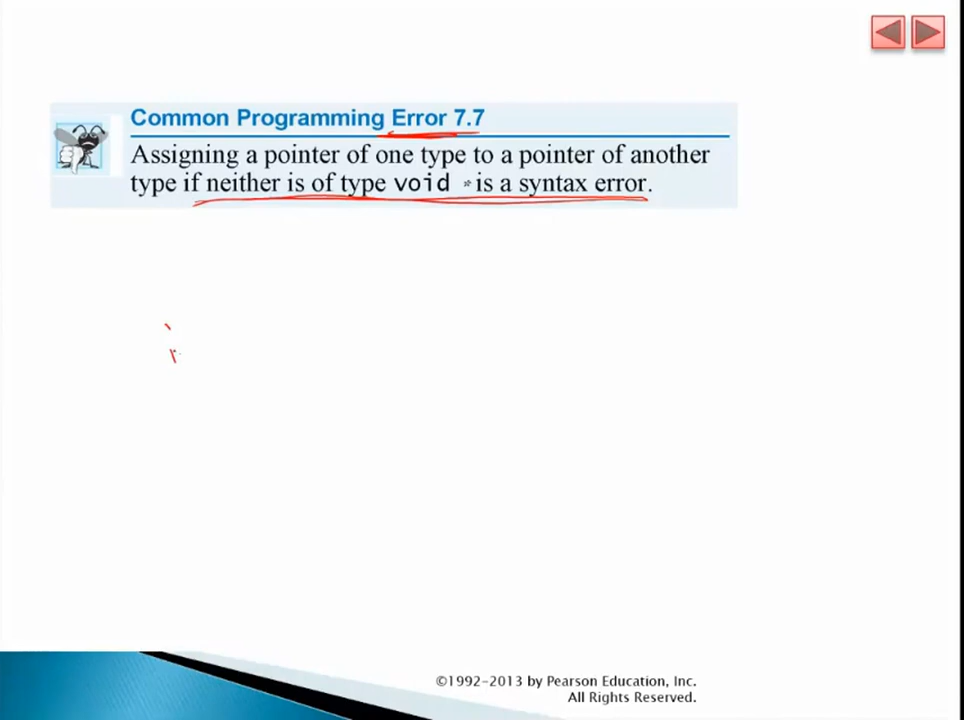 Common Programming Error 7.7
Assigning a pointer of one type to a pointer of another
type if neither is of type void * is a syntax error.
©1992-2013 by Pearson Education, Inc.
All Rights Reserved.